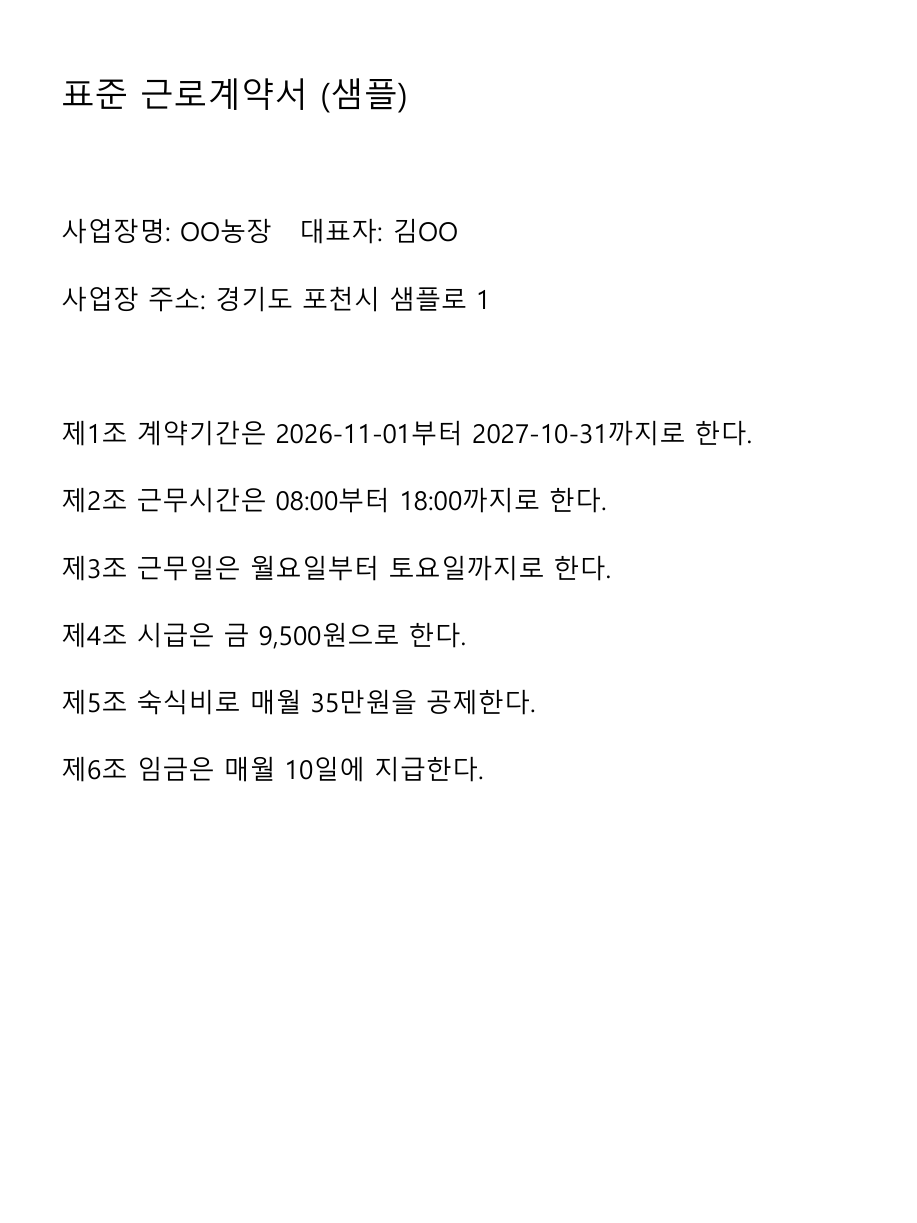 표준 근로계약서 (샘플)
사업장명: OO농장 대표자: 김OO
사업장 주소: 경기도 포천시 샘플로 1
제1조 계약기간은 2026-11-01부터 2027-10-31까지로 한다.
제2조 근무시간은 08:00부터 18:00까지로 한다.
제3조 근무일은 월요일부터 토요일까지로 한다.
제4조 시급은 금 9,500원으로 한다.
제5조 숙식비로 매월 35만원을 공제한다.
제6조 임금은 매월 10일에 지급한다.